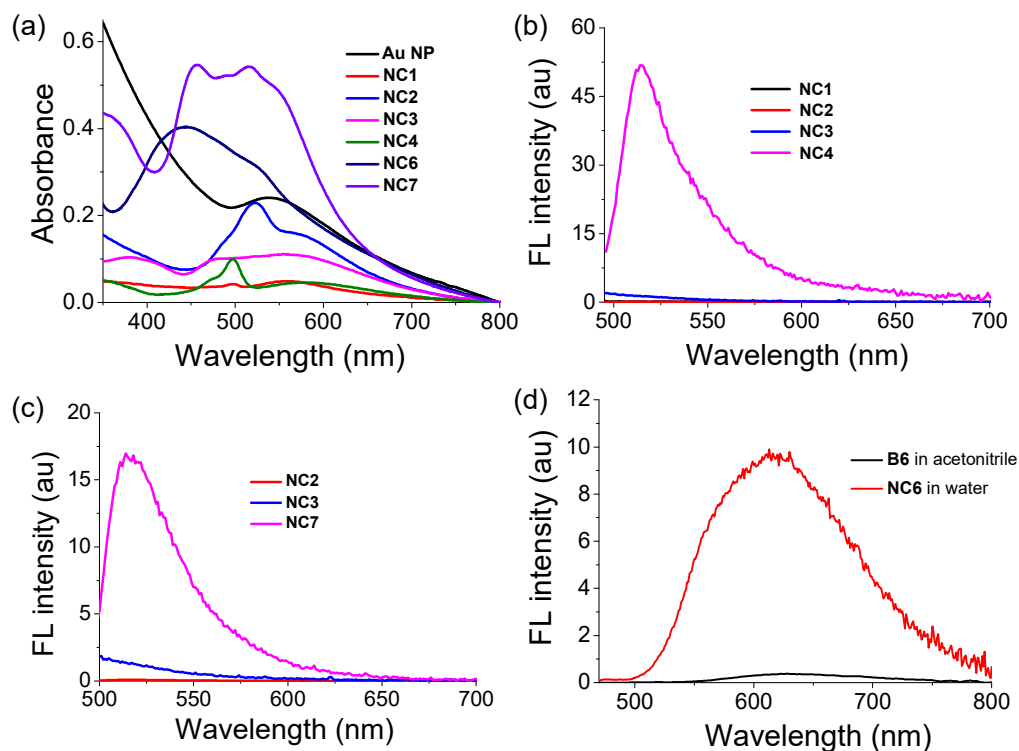 (a)
0.6
0.4
0.2
0.0
Absorbance
400 500 600 700 800
Wavelength (nm)
Au NP
NC1
NC2
NC3
NC4
NC6
NC7
(b)
60
45
30
15
0
FL intensity (au)
500 550 600 650 700
Wavelength (nm)
NC1
NC2
NC3
NC4
(c)
20
15
10
5
0
FL intensity (au)
500 550 600 650 700
Wavelength (nm)
NC2
NC3
NC7
(d)
12
10
8
6
4
2
0
FL intensity (au)
500 600 700 800
Wavelength (nm)
B6 in acetonitrile
NC6 in water